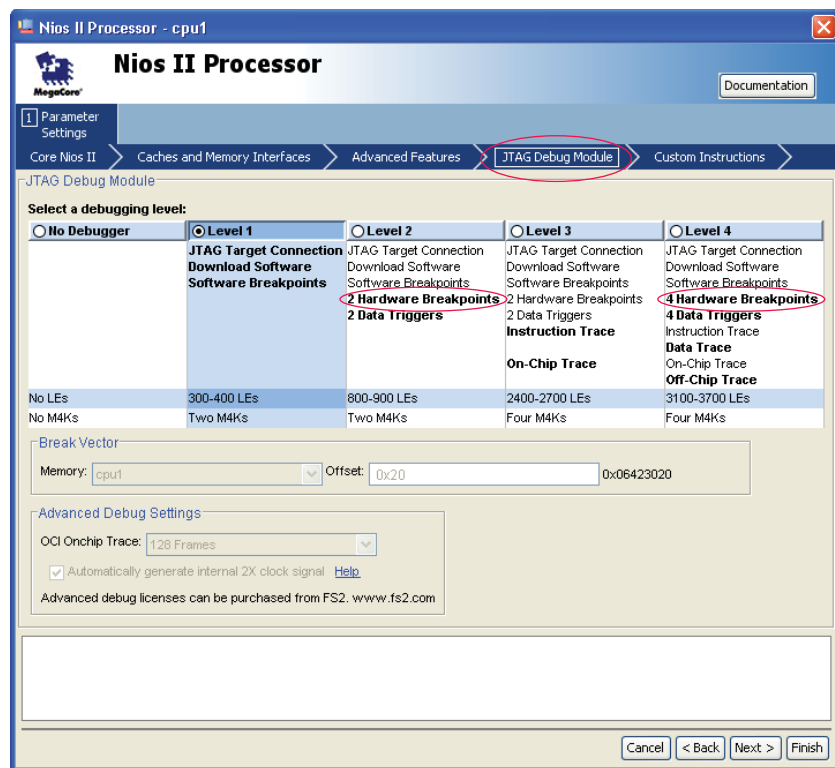 Nios II Processor - cpu1
MegaCore®
Nios II Processor
Documentation
1 Parameter
Settings
Core Nios II
Caches and Memory Interfaces
Advanced Features
JTAG Debug Module
Custom Instructions
JTAG Debug Module
Select a debugging level:
No Debugger
Level 1
Level 2
Level 3
Level 4
JTAG Target Connection
Download Software
Software Breakpoints
JTAG Target Connection
Download Software
Software Breakpoints
2 Hardware Breakpoints
2 Data Triggers
JTAG Target Connection
Download Software
Software Breakpoints
2 Hardware Breakpoints
2 Data Triggers
Instruction Trace
On-Chip Trace
JTAG Target Connection
Download Software
Software Breakpoints
4 Hardware Breakpoints
4 Data Triggers
Instruction Trace
Data Trace
On-Chip Trace
Off-Chip Trace
No LEs
300-400 LEs
800-900 LEs
2400-2700 LEs
3100-3700 LEs
No M4Ks
Two M4Ks
Two M4Ks
Four M4Ks
Four M4Ks
Break Vector
Memory: cpu1
Offset: 0x20
0x06423020
Advanced Debug Settings
OCI Onchip Trace: 128 Frames
Automatically generate internal 2X clock signal Help
Advanced debug licenses can be purchased from FS2. www.fs2.com
Cancel
< Back
Next >
Finish